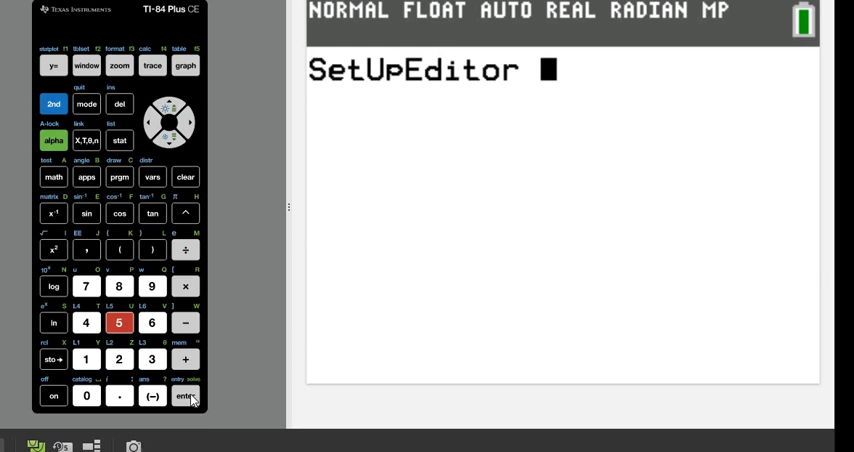 TEXAS INSTRUMENTS TI-84 Plus CE
NORMAL FLOAT AUTO REAL RADIAN MP
SetUpEditor
statplot f1 tblset f2 format f3 calc f4 table f5
y= window zoom trace graph
quit ins
2nd mode del
A-lock link list
alpha X,T,θ,n stat
test A angle B draw C distr
math apps prgm vars clear
matrix D sin⁻¹ E cos⁻¹ F tan⁻¹ G π H
x⁻¹ sin cos tan ^
√ I EE J { K } L e M
x² , ( ) ÷
10ˣ N u O v P w Q [ R
log 7 8 9 ×
eˣ S L4 T L5 U L6 V ] W
ln 4 5 6 −
rcl X L1 Y L2 Z L3 θ mem "
sto→ 1 2 3 +
off catalog ⎵ i : ans ? entry solve
on 0 . (−) enter